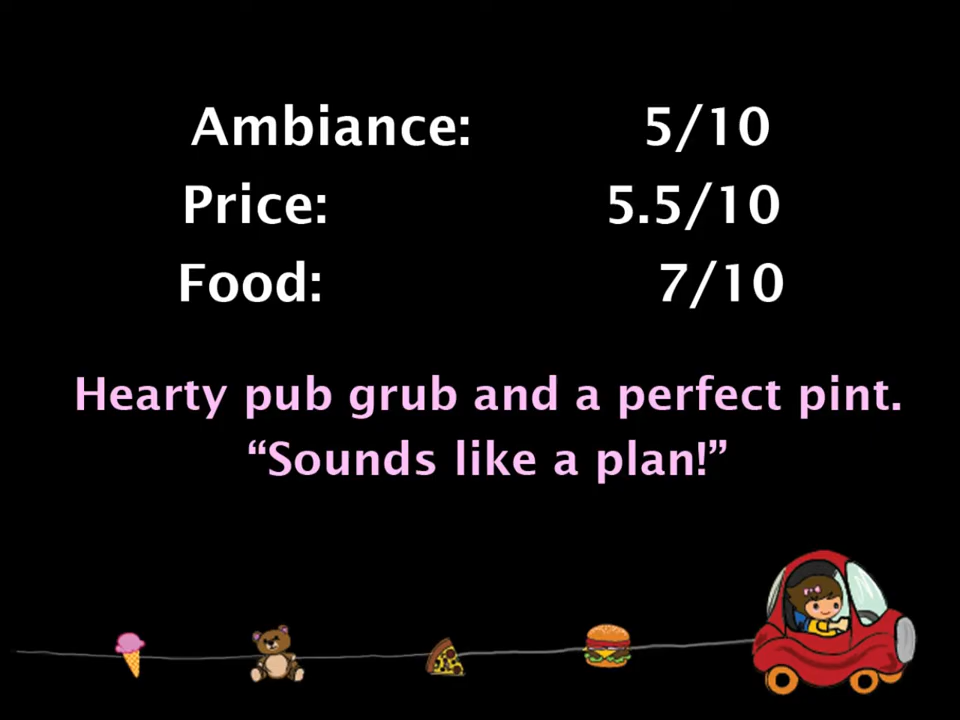 Ambiance: 5/10
Price: 5.5/10
Food: 7/10
Hearty pub grub and a perfect pint.
“Sounds like a plan!”